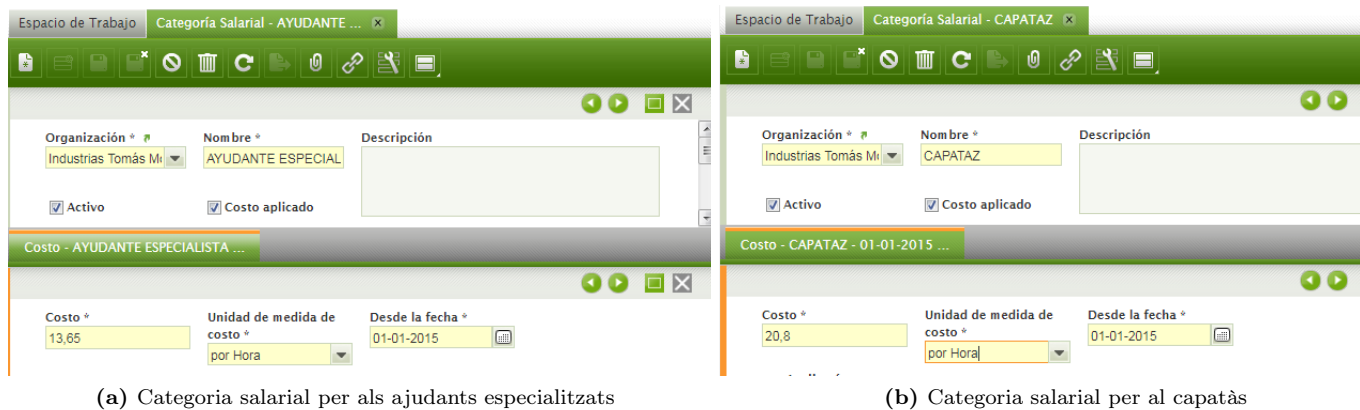 Espacio de Trabajo
Categoría Salarial - AYUDANTE ...
Organización *
Nombre *
Descripción
Industrias Tomás
AYUDANTE ESPECIAL
Activo
Costo aplicado
Costo - AYUDANTE ESPECIALISTA ...
Costo *
Unidad de medida de
costo *
Desde la fecha *
13,65
por Hora
01-01-2015
(a) Categoria salarial per als ajudants especialitzats
Espacio de Trabajo
Categoría Salarial - CAPATAZ
Organización *
Nombre *
Descripción
Industrias Tomás
CAPATAZ
Activo
Costo aplicado
Costo - CAPATAZ - 01-01-2015 ...
Costo *
Unidad de medida de
costo *
Desde la fecha *
20,8
por Hora
01-01-2015
(b) Categoria salarial per al capatàs